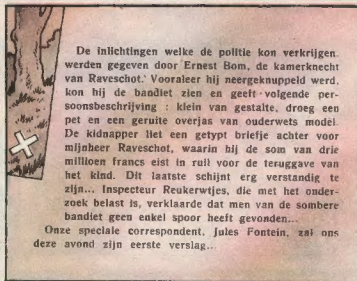 De inlichtingen welke de politie kon verkrijgen.
werden gegeven door Ernest Bom, de kamerknecht
van Raveschot. Vooraleer hij neergeknuppeld werd,
kon hij de bandiet zien en geeft volgende per-
soonsbeschrijving : klein van gestalte, droeg een
pet en een geruite overjas van ouderwets model.
De kidnapper liet een getypt briefje achter voor
mijnheer Raveschot, waarin hij de som van drie
millioen francs eist in ruil voor de teruggave van
het kind. Dit laatste schijnt erg verstandig te
zijn... Inspecteur Reukerwtjes, die met het onder-
zoek belast is, verklaarde dat men van de sombere
bandiet geen enkel spoor heeft gevonden...
Onze speciale correspondent, Jules Fontein, zal ons
deze avond zijn eerste verslag...